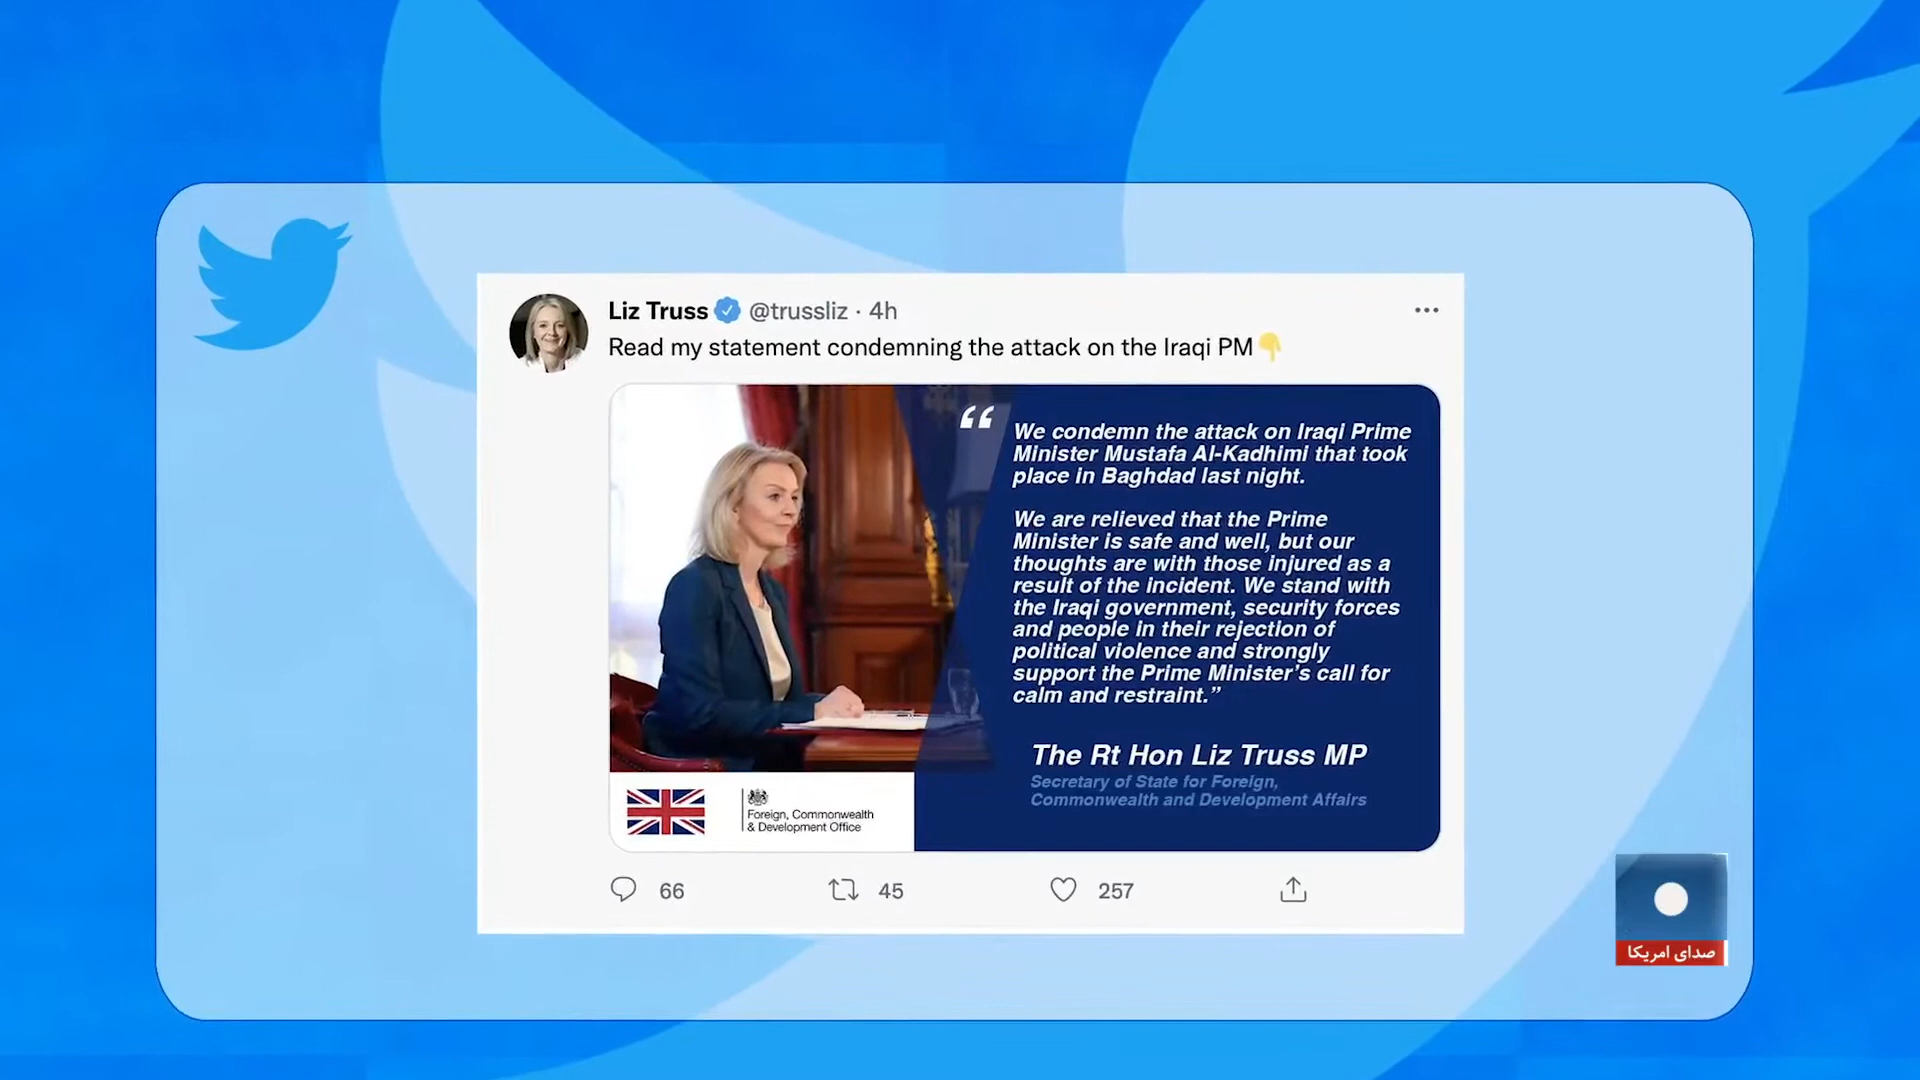 Liz Truss @trussliz · 4h
Read my statement condemning the attack on the Iraqi PM👇
“
We condemn the attack on Iraqi Prime
Minister Mustafa Al-Kadhimi that took
place in Baghdad last night.
We are relieved that the Prime
Minister is safe and well, but our
thoughts are with those injured as a
result of the incident. We stand with
the Iraqi government, security forces
and people in their rejection of
political violence and strongly
support the Prime Minister’s call for
calm and restraint.”
The Rt Hon Liz Truss MP
Secretary of State for Foreign,
Commonwealth and Development Affairs
Foreign, Commonwealth
& Development Office
66 45 257
صدای امریکا